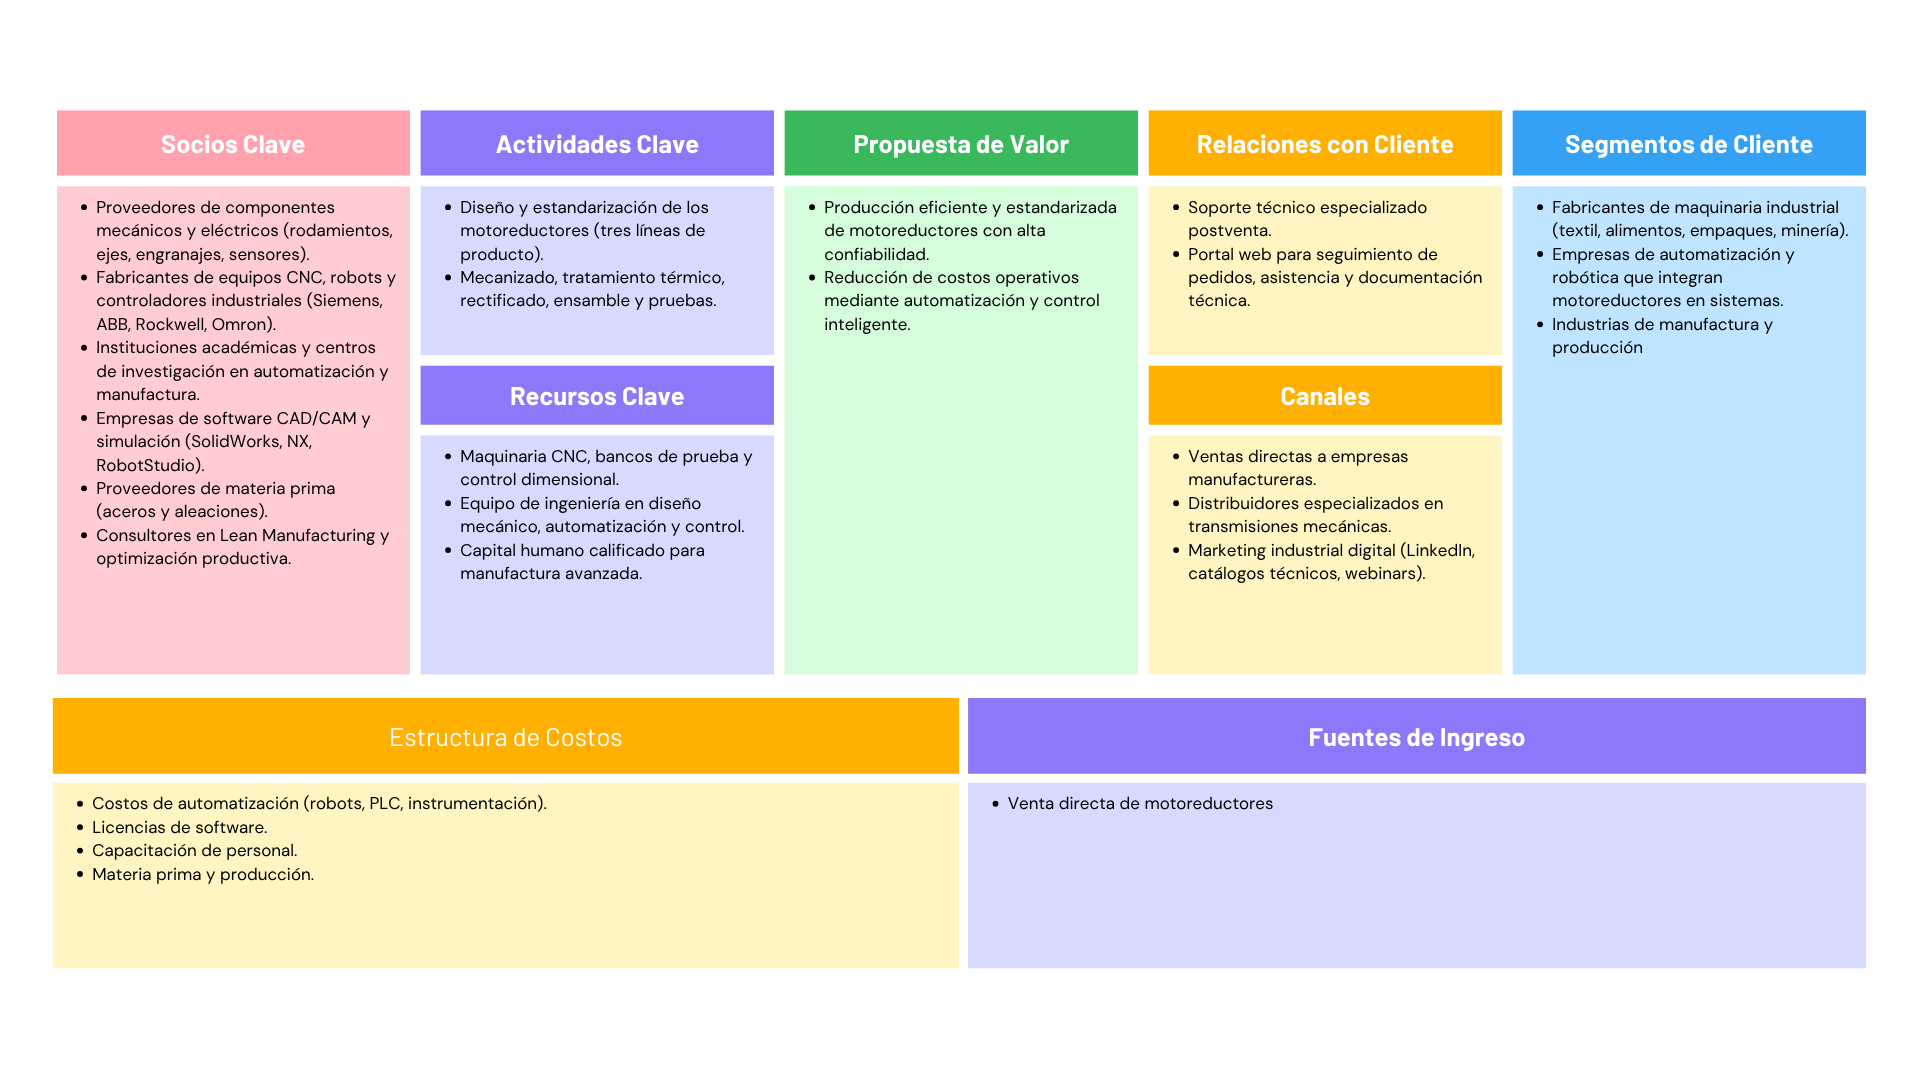 Socios Clave
Proveedores de componentes
mecánicos y eléctricos (rodamientos,
ejes, engranajes, sensores).
Fabricantes de equipos CNC, robots y
controladores industriales (Siemens,
ABB, Rockwell, Omron).
Instituciones académicas y centros
de investigación en automatización y
manufactura.
Empresas de software CAD/CAM y
simulación (SolidWorks, NX,
RobotStudio).
Proveedores de materia prima
(aceros y aleaciones).
Consultores en Lean Manufacturing y
optimización productiva.
Actividades Clave
Diseño y estandarización de los
motoreductores (tres líneas de
producto).
Mecanizado, tratamiento térmico,
rectificado, ensamble y pruebas.
Recursos Clave
Maquinaria CNC, bancos de prueba y
control dimensional.
Equipo de ingeniería en diseño
mecánico, automatización y control.
Capital humano calificado para
manufactura avanzada.
Propuesta de Valor
Producción eficiente y estandarizada
de motoreductores con alta
confiabilidad.
Reducción de costos operativos
mediante automatización y control
inteligente.
Relaciones con Cliente
Soporte técnico especializado
postventa.
Portal web para seguimiento de
pedidos, asistencia y documentación
técnica.
Canales
Ventas directas a empresas
manufactureras.
Distribuidores especializados en
transmisiones mecánicas.
Marketing industrial digital (LinkedIn,
catálogos técnicos, webinars).
Segmentos de Cliente
Fabricantes de maquinaria industrial
(textil, alimentos, empaques, minería).
Empresas de automatización y
robótica que integran
motoreductores en sistemas.
Industrias de manufactura y
producción
Estructura de Costos
Costos de automatización (robots, PLC, instrumentación).
Licencias de software.
Capacitación de personal.
Materia prima y producción.
Fuentes de Ingreso
Venta directa de motoreductores